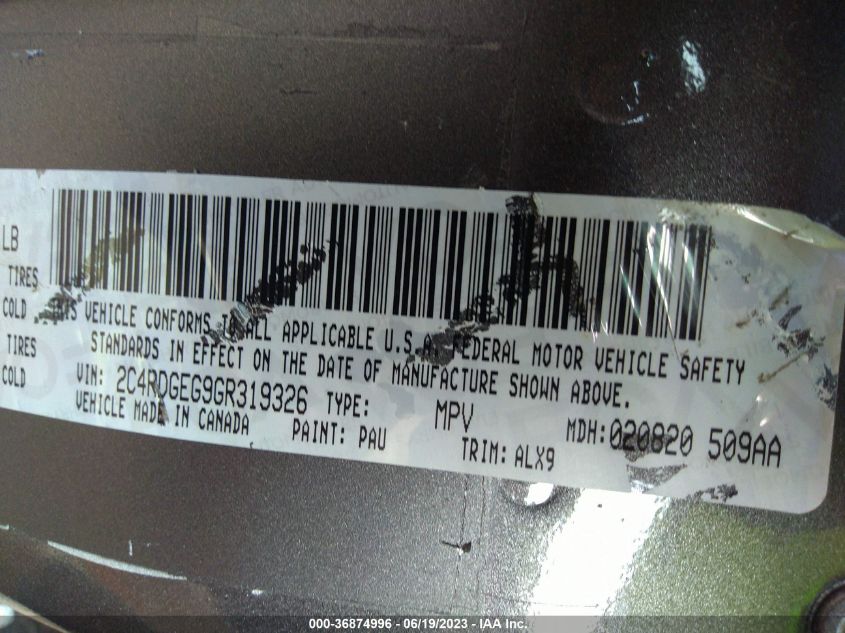 LB
TIRES
COLD
TIRES
COLD
THIS VEHICLE CONFORMS TO ALL APPLICABLE U.S.A. FEDERAL MOTOR VEHICLE SAFETY
STANDARDS IN EFFECT ON THE DATE OF MANUFACTURE SHOWN ABOVE.
VIN: 2C4RDGEG9GR319326 TYPE: MPV MDH:020820 509AA
VEHICLE MADE IN CANADA PAINT: PAU TRIM: ALX9
000-36874996 - 06/19/2023 - IAA Inc.